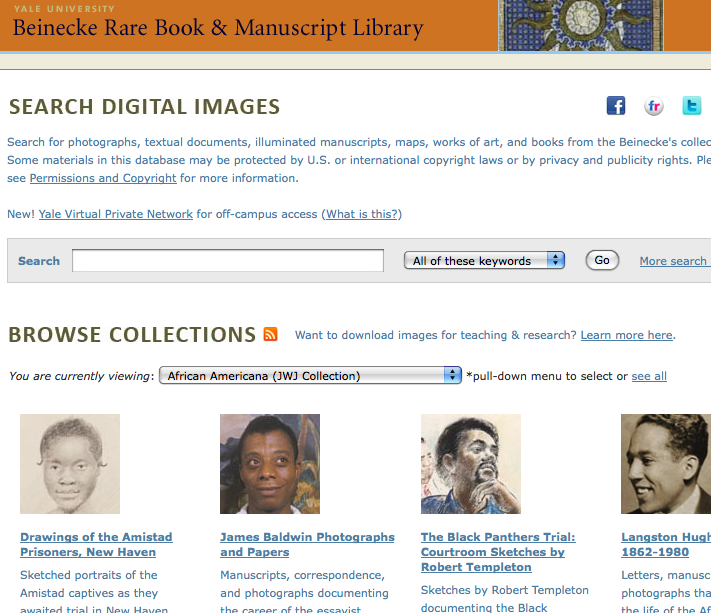 YALE UNIVERSITY
Beinecke Rare Book & Manuscript Library
SEARCH DIGITAL IMAGES
f fr t
Search for photographs, textual documents, illuminated manuscripts, maps, works of art, and books from the Beinecke's collec
Some materials in this database may be protected by U.S. or international copyright laws or by privacy and publicity rights. Ple
see Permissions and Copyright for more information.
New! Yale Virtual Private Network for off-campus access (What is this?)
Search All of these keywords Go More search
BROWSE COLLECTIONS Want to download images for teaching & research? Learn more here.
You are currently viewing: African Americana (JWJ Collection) *pull-down menu to select or see all
Drawings of the Amistad
Prisoners, New Haven
Sketched portraits of the
Amistad captives as they
awaited trial in New Haven
James Baldwin Photographs
and Papers
Manuscripts, correspondence,
and photographs documenting
the career of the essayist
The Black Panthers Trial:
Courtroom Sketches by
Robert Templeton
Sketches by Robert Templeton
documenting the Black
Langston Hugh
1862-1980
Letters, manusc
photographs tha
the life of the Af